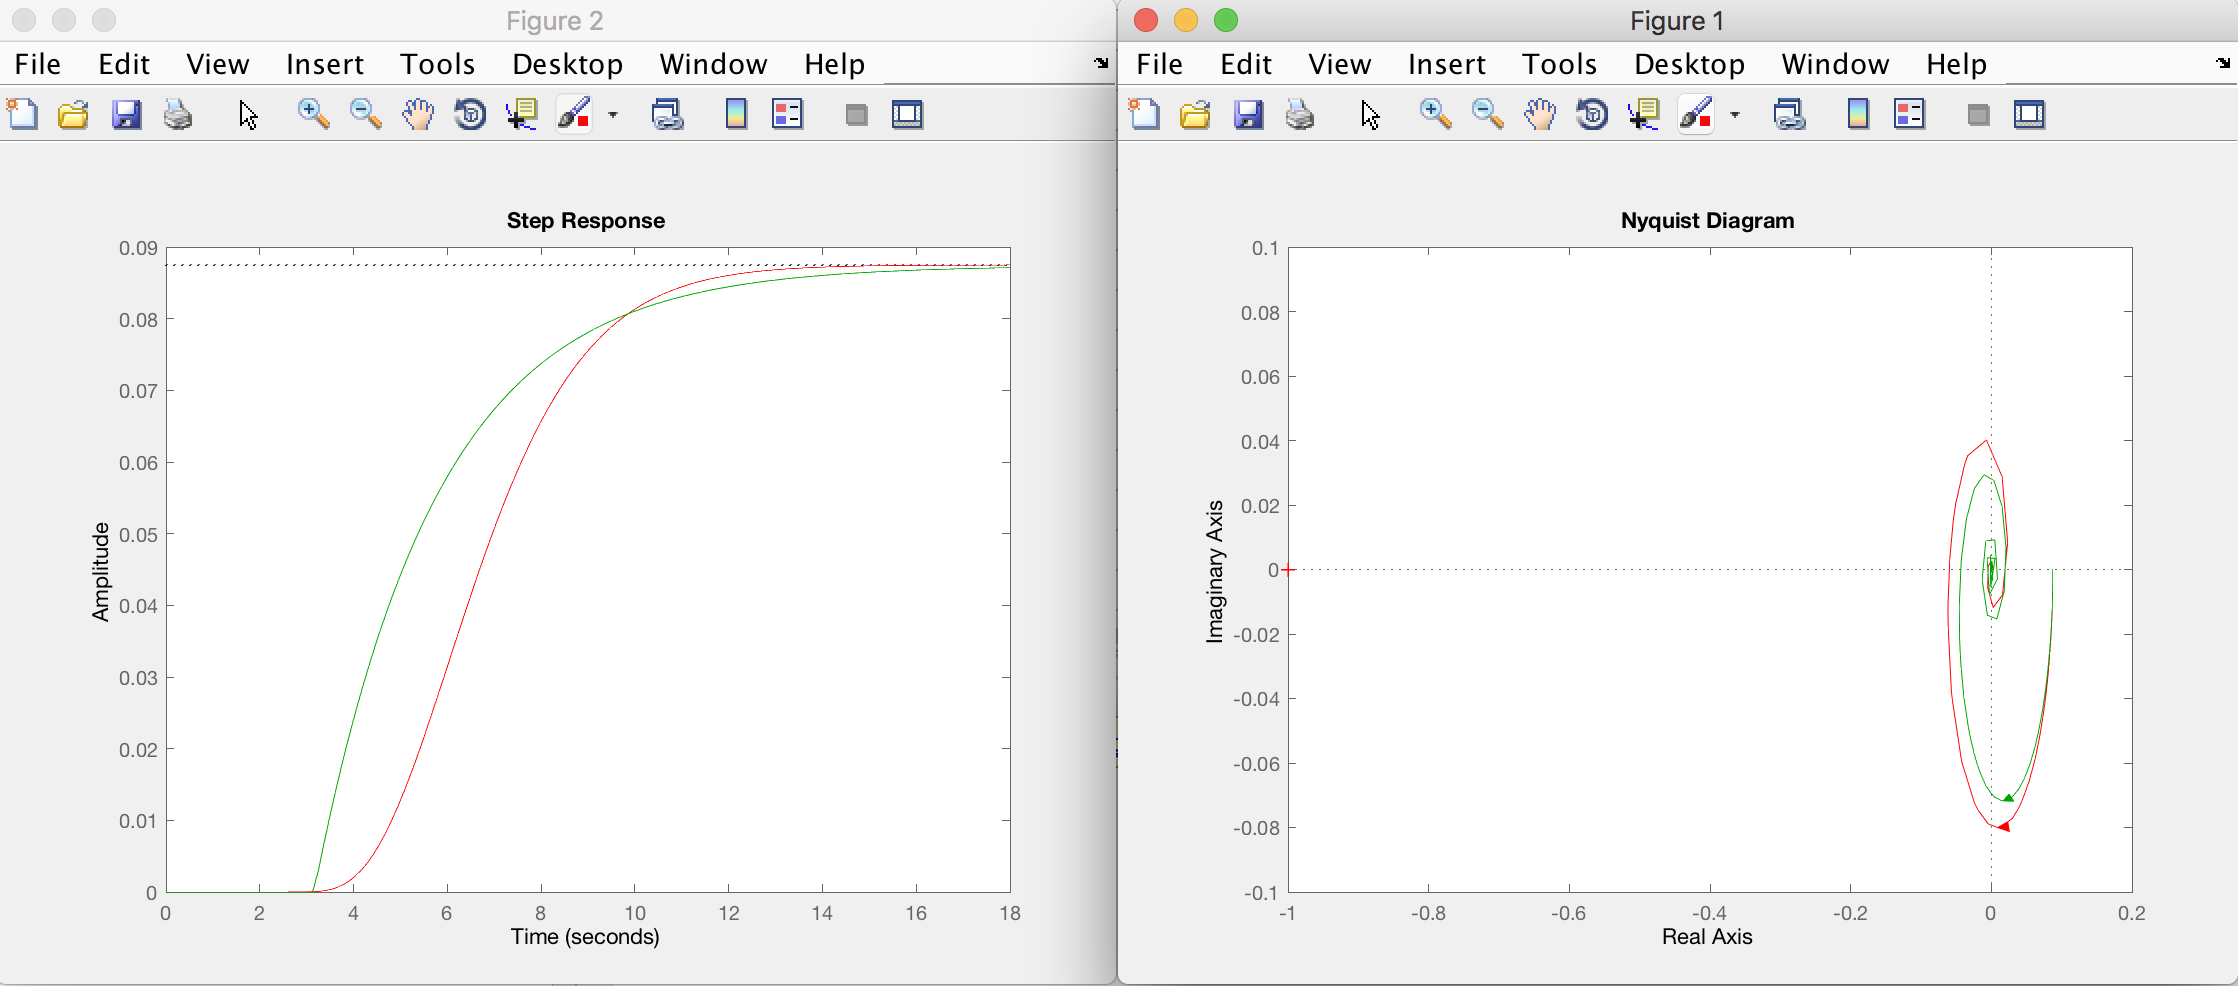 Figure 2
File Edit View Insert Tools Desktop Window Help
Step Response
0.09
0.08
0.07
0.06
0.05
0.04
0.03
0.02
0.01
0
Amplitude
0 2 4 6 8 10 12 14 16 18
Time (seconds)
Figure 1
File Edit View Insert Tools Desktop Window Help
Nyquist Diagram
0.1
0.08
0.06
0.04
0.02
0
-0.02
-0.04
-0.06
-0.08
-0.1
Imaginary Axis
-1 -0.8 -0.6 -0.4 -0.2 0 0.2
Real Axis